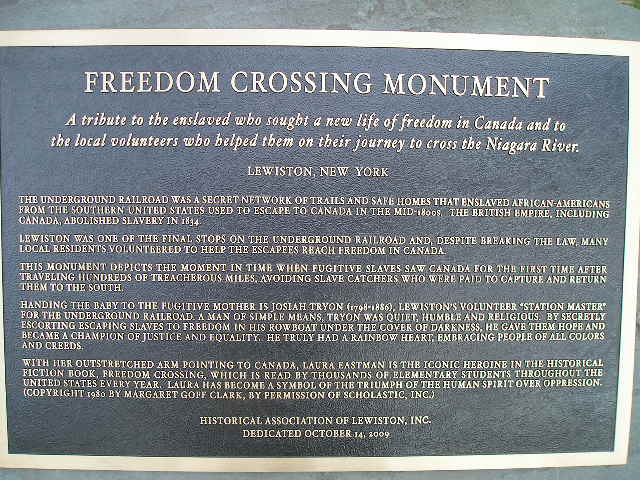 FREEDOM CROSSING MONUMENT
A tribute to the enslaved who sought a new life of freedom in Canada and to
the local volunteers who helped them on their journey to cross the Niagara River.
LEWISTON, NEW YORK
THE UNDERGROUND RAILROAD WAS A SECRET NETWORK OF TRAILS AND SAFE HOMES THAT ENSLAVED AFRICAN-AMERICANS
FROM THE SOUTHERN UNITED STATES USED TO ESCAPE TO CANADA IN THE MID-1800S. THE BRITISH EMPIRE, INCLUDING
CANADA, ABOLISHED SLAVERY IN 1834.
LEWISTON WAS ONE OF THE FINAL STOPS ON THE UNDERGROUND RAILROAD AND, DESPITE BREAKING THE LAW, MANY
LOCAL RESIDENTS VOLUNTEERED TO HELP THE ESCAPEES REACH FREEDOM IN CANADA.
THIS MONUMENT DEPICTS THE MOMENT IN TIME WHEN FUGITIVE SLAVES SAW CANADA FOR THE FIRST TIME AFTER
TRAVELING HUNDREDS OF TREACHEROUS MILES, AVOIDING SLAVE CATCHERS WHO WERE PAID TO CAPTURE AND RETURN
THEM TO THE SOUTH.
HANDING THE BABY TO THE FUGITIVE MOTHER IS JOSIAH TRYON (1798-1886), LEWISTON'S VOLUNTEER "STATION MASTER"
FOR THE UNDERGROUND RAILROAD. A MAN OF SIMPLE MEANS, TRYON WAS QUIET, HUMBLE AND RELIGIOUS. BY SECRETLY
ESCORTING ESCAPING SLAVES TO FREEDOM IN HIS ROWBOAT UNDER THE COVER OF DARKNESS, HE GAVE THEM HOPE AND
BECAME A CHAMPION OF JUSTICE AND EQUALITY. HE TRULY HAD A RAINBOW HEART, EMBRACING PEOPLE OF ALL COLORS
AND CREEDS.
WITH HER OUTSTRETCHED ARM POINTING TO CANADA, LAURA EASTMAN IS THE ICONIC HEROINE IN THE HISTORICAL
FICTION BOOK, FREEDOM CROSSING, WHICH IS READ BY THOUSANDS OF ELEMENTARY STUDENTS THROUGHOUT THE
UNITED STATES EVERY YEAR. LAURA HAS BECOME A SYMBOL OF THE TRIUMPH OF THE HUMAN SPIRIT OVER OPPRESSION.
(COPYRIGHT 1980 BY MARGARET GOFF CLARK, BY PERMISSION OF SCHOLASTIC, INC.)
HISTORICAL ASSOCIATION OF LEWISTON, INC.
DEDICATED OCTOBER 14, 2009